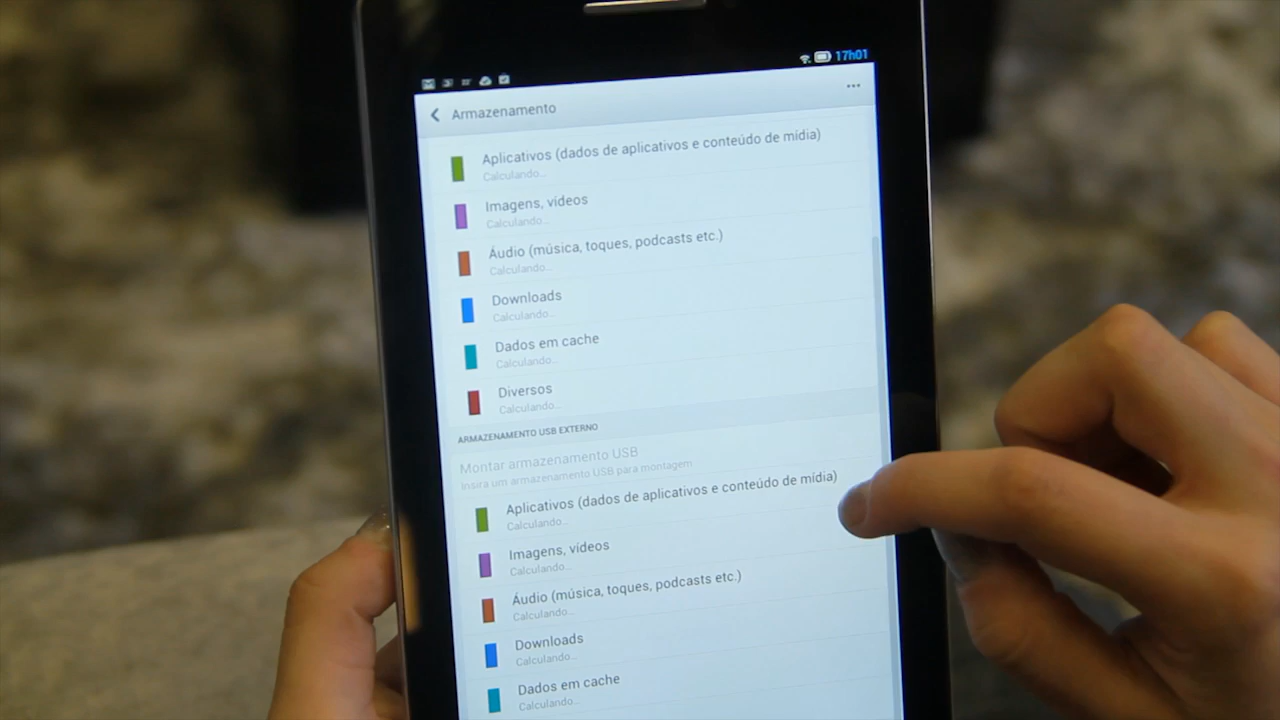 17h01
Armazenamento
Aplicativos (dados de aplicativos e conteúdo de mídia)
Calculando...
Imagens, vídeos
Calculando...
Áudio (música, toques, podcasts etc.)
Calculando...
Downloads
Calculando...
Dados em cache
Calculando...
Diversos
Calculando...
ARMAZENAMENTO USB EXTERNO
Montar armazenamento USB
Insira um armazenamento USB para montagem
Aplicativos (dados de aplicativos e conteúdo de mídia)
Calculando...
Imagens, vídeos
Calculando...
Áudio (música, toques, podcasts etc.)
Calculando...
Downloads
Calculando...
Dados em cache
Calculando...